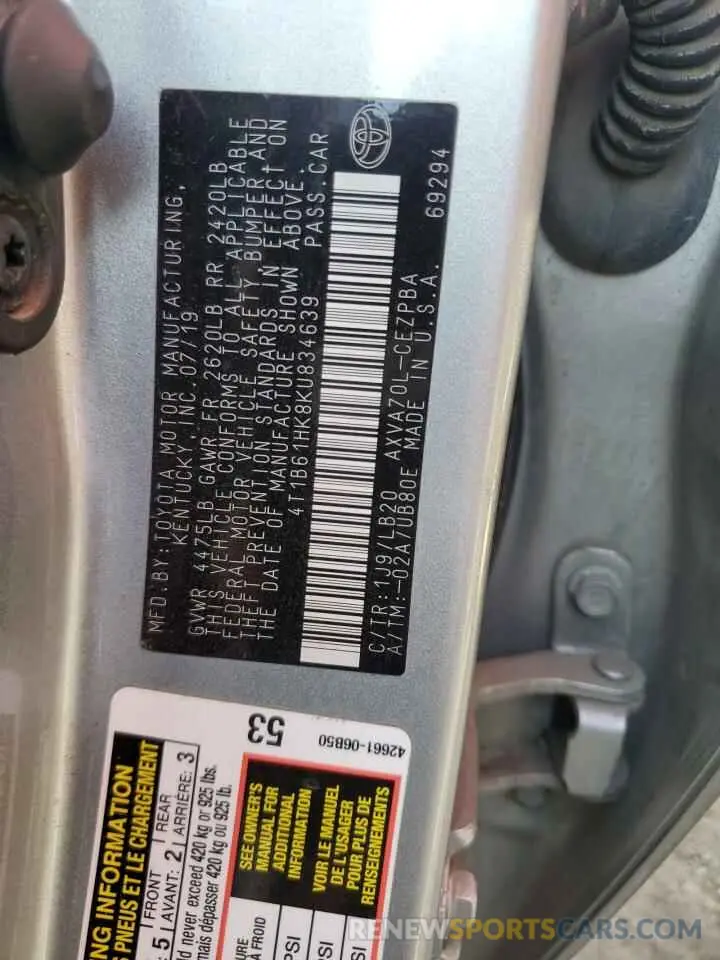 MFD. BY: TOYOTA MOTOR MANUFACTURING,
KENTUCKY, INC. 07/19
GVWR 4475LB GAWR FR 2620LB RR 2420LB
THIS VEHICLE CONFORMS TO ALL APPLICABLE
FEDERAL MOTOR VEHICLE SAFETY, BUMPER, AND
THEFT PREVENTION STANDARDS IN EFFECT ON
THE DATE OF MANUFACTURE SHOWN ABOVE.
4T1B61HK8KU834639 PASS. CAR
C/TR: 1J9/LB20 AXVA70L-CEZPBA
A/TM: -02A/UB80E MADE IN U.S.A. 69294
53
42661-06B50
NG INFORMATION
PNEUS ET LE CHARGEMENT
5 FRONT 2 REAR 3
AVANT: ARRIÈRE:
ld never exceed 420 kg or 925 lbs.
mais dépasser 420 kg ou 925 lb.
SEE OWNER'S
MANUAL FOR
ADDITIONAL
INFORMATION
VOIR LE MANUEL
DE L'USAGER
POUR PLUS DE
RENSEIGNEMENTS
URE
À FROID
PSI
PSI
PSI
RENEWSPORTSCARS.COM